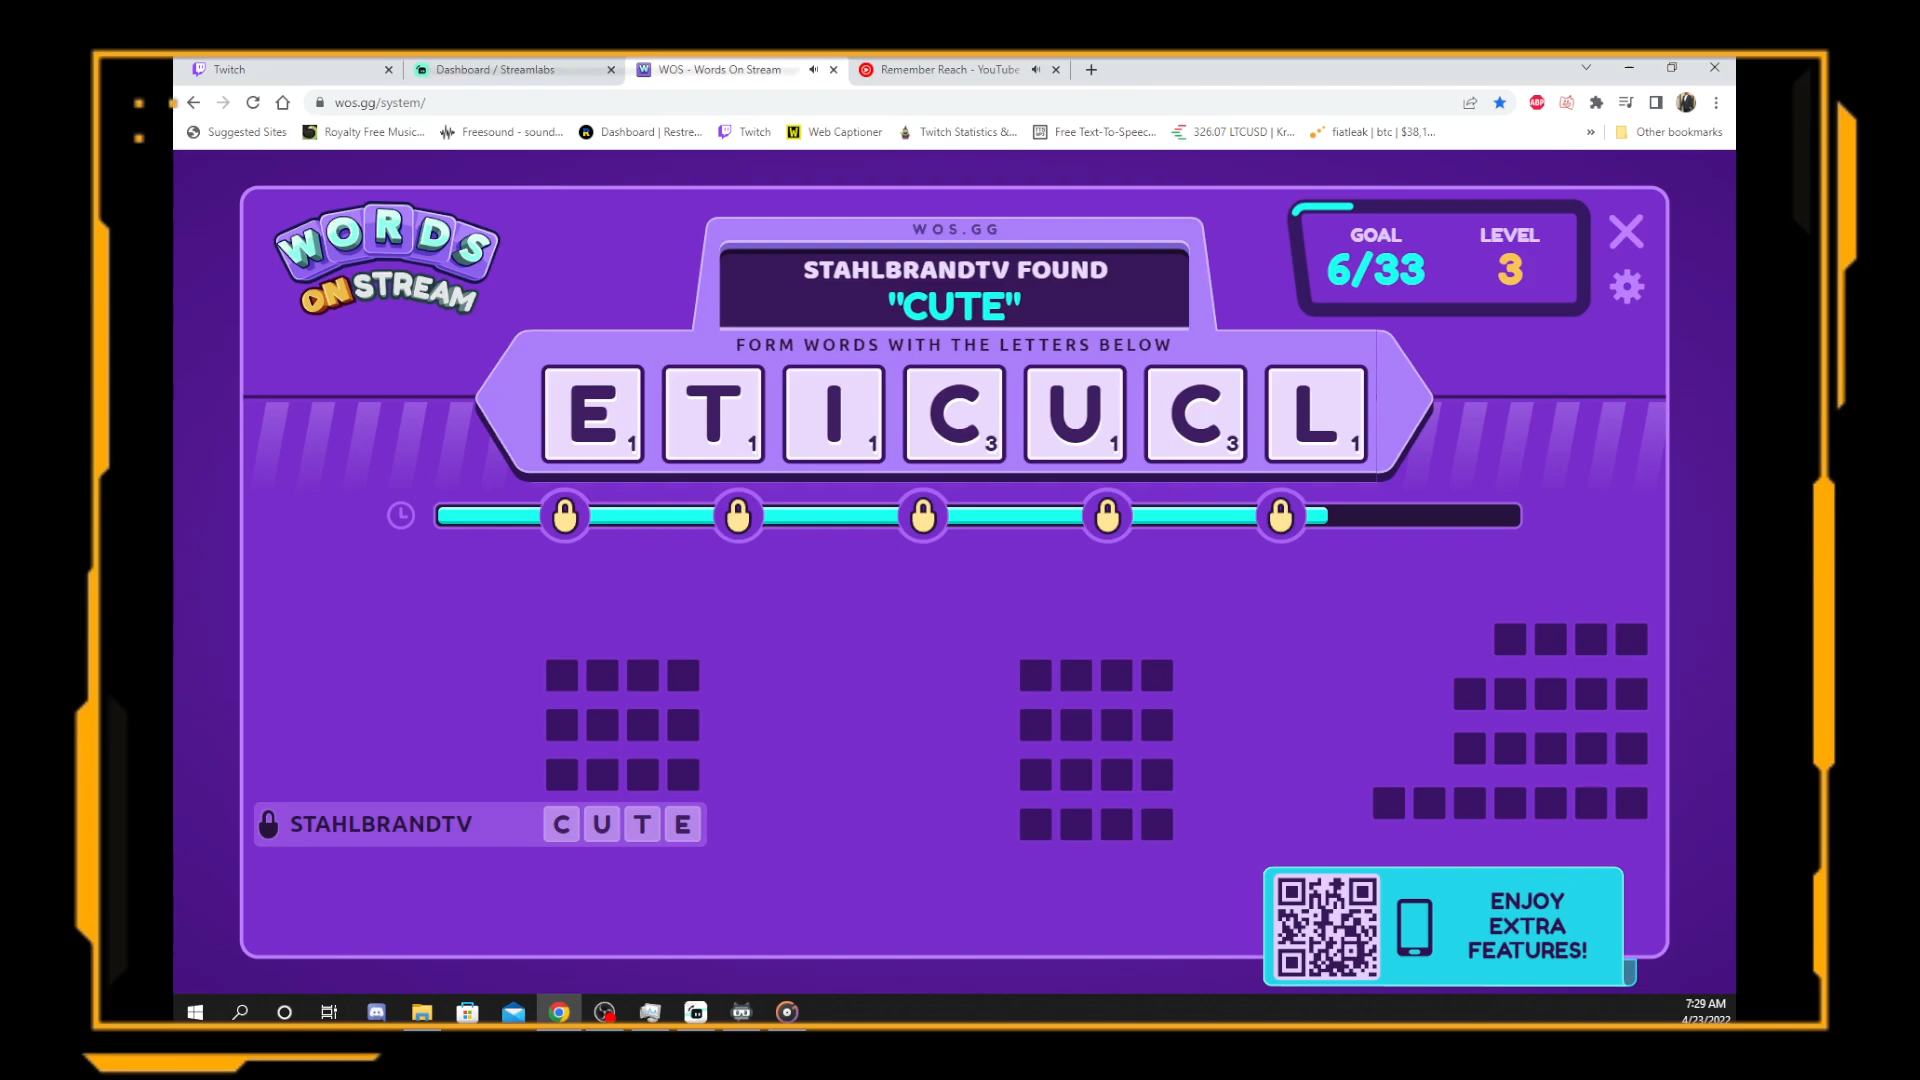 Twitch
Dashboard / Streamlabs
WOS - Words On Stream
Remember Reach - YouTube
wos.gg/system/
ABP
Suggested Sites
Royalty Free Music...
Freesound - sound...
Dashboard | Restre...
Twitch
Web Captioner
Twitch Statistics &...
Free Text-To-Speec...
326.07 LTCUSD | Kr...
fiatleak | btc | $38,1...
Other bookmarks
WORDS
ON STREAM
WOS.GG
STAHLBRANDTV FOUND
"CUTE"
GOAL
6/33
LEVEL
3
FORM WORDS WITH THE LETTERS BELOW
E1 T1 I1 C3 U1 C3 L1
STAHLBRANDTV
CUTE
ENJOY
EXTRA
FEATURES!
7:29 AM
4/23/2022